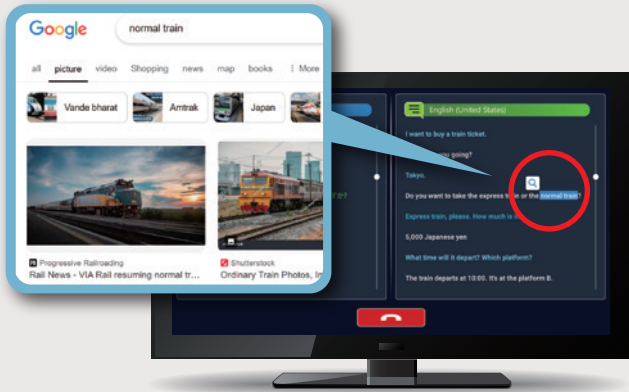 Google
normal train
all picture video Shopping news map books More
Vande bharat Amtrak Japan
Progressive Railroading
Rail News - VIA Rail resuming normal tr...
Shutterstock
Ordinary Train Photos, Im
English (United States)
I want to buy a train ticket.
you going?
Tokyo.
Do you want to take the express or the normal train?
Express train, please. How much is
5,000 Japanese yen
What time will it depart? Which platform?
The train departs at 10:00. It's at the platform B.